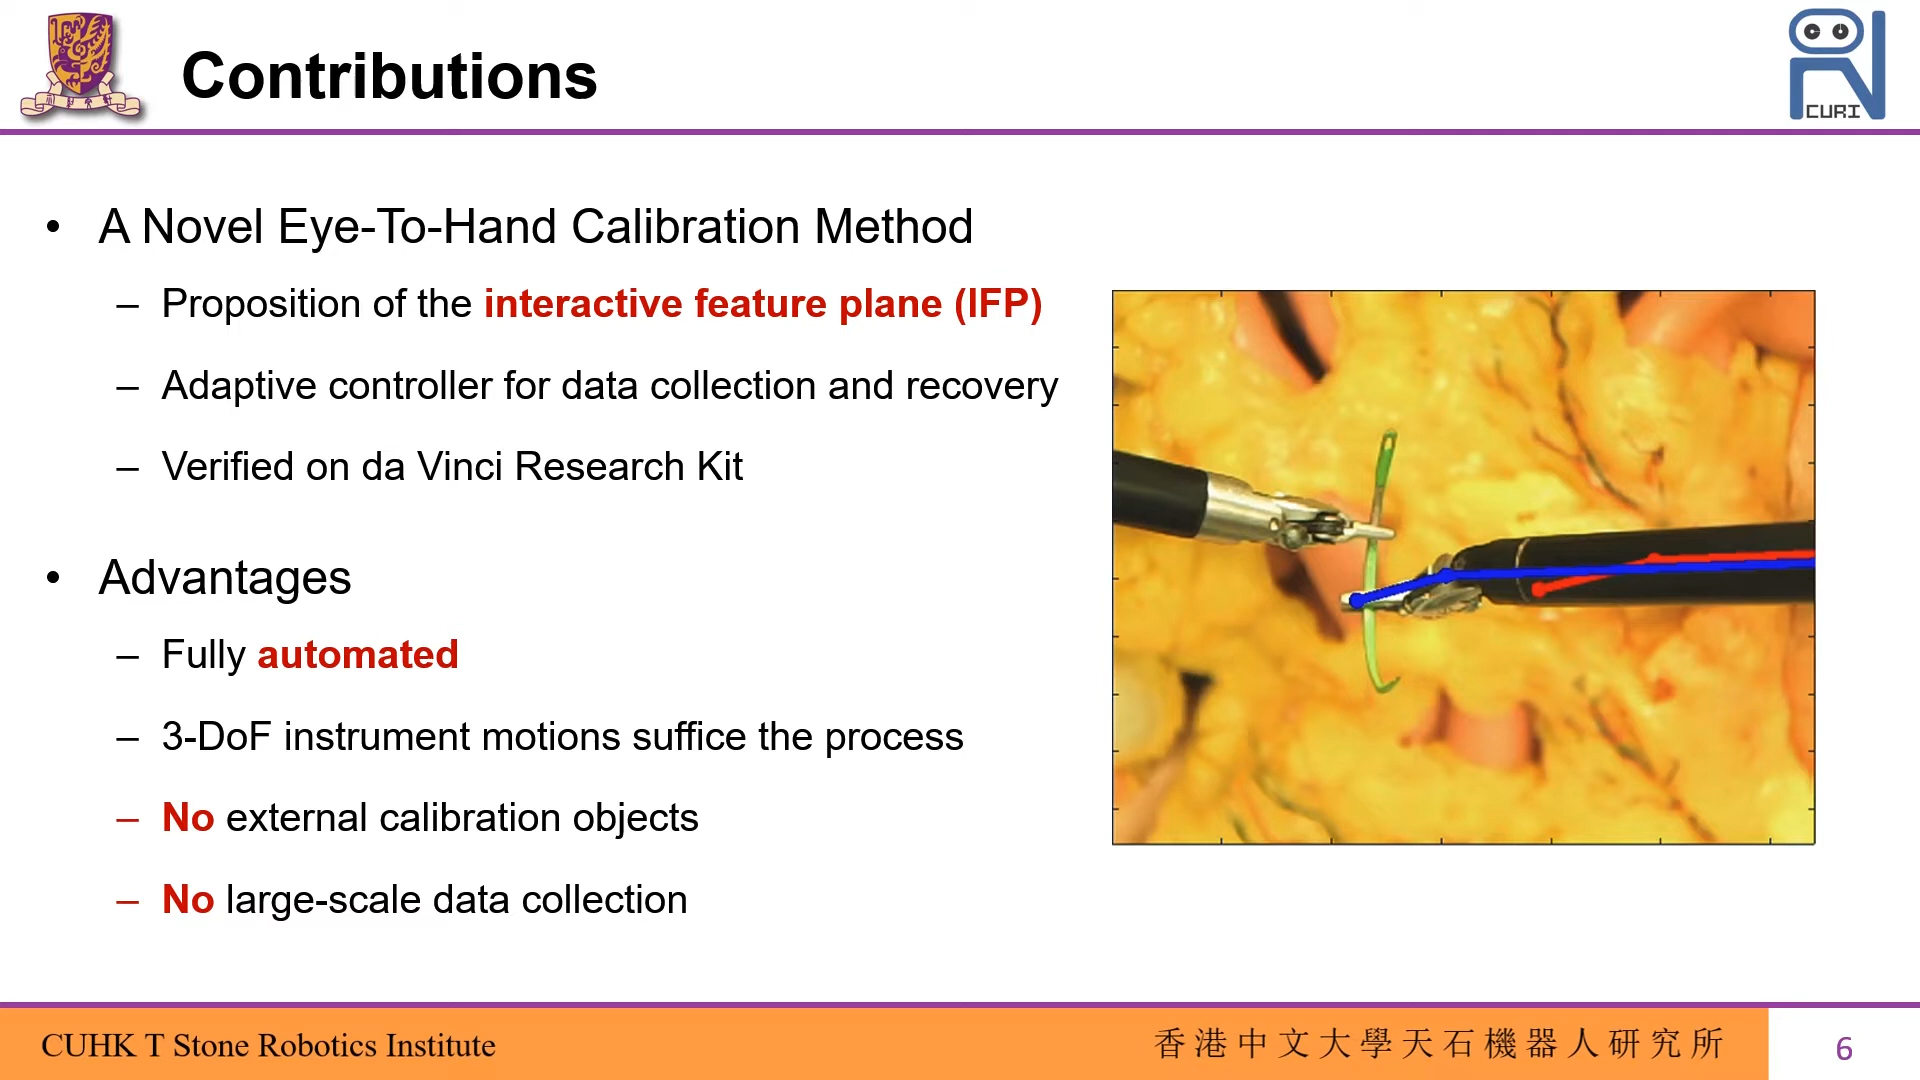 Contributions
CURI
• A Novel Eye-To-Hand Calibration Method
– Proposition of the interactive feature plane (IFP)
– Adaptive controller for data collection and recovery
– Verified on da Vinci Research Kit
• Advantages
– Fully automated
– 3-DoF instrument motions suffice the process
– No external calibration objects
– No large-scale data collection
CUHK T Stone Robotics Institute
香港中文大學天石機器人研究所
6